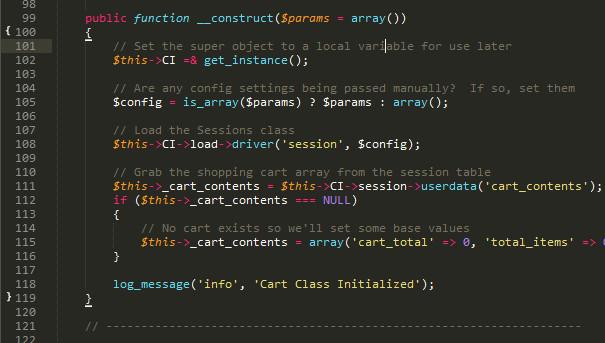 98
99 public function __construct($params = array())
{ 100 {
101 // Set the super object to a local variable for use later
102 $this->CI =& get_instance();
103
104 // Are any config settings being passed manually?  If so, set them
105 $config = is_array($params) ? $params : array();
106
107 // Load the Sessions class
108 $this->CI->load->driver('session', $config);
109
110 // Grab the shopping cart array from the session table
111 $this->_cart_contents = $this->CI->session->userdata('cart_contents');
112 if ($this->_cart_contents === NULL)
113 {
114 // No cart exists so we'll set some base values
115 $this->_cart_contents = array('cart_total' => 0, 'total_items' =>
116 }
117
118 log_message('info', 'Cart Class Initialized');
} 119 }
120
121 // --------------------------------------------------------------------
122